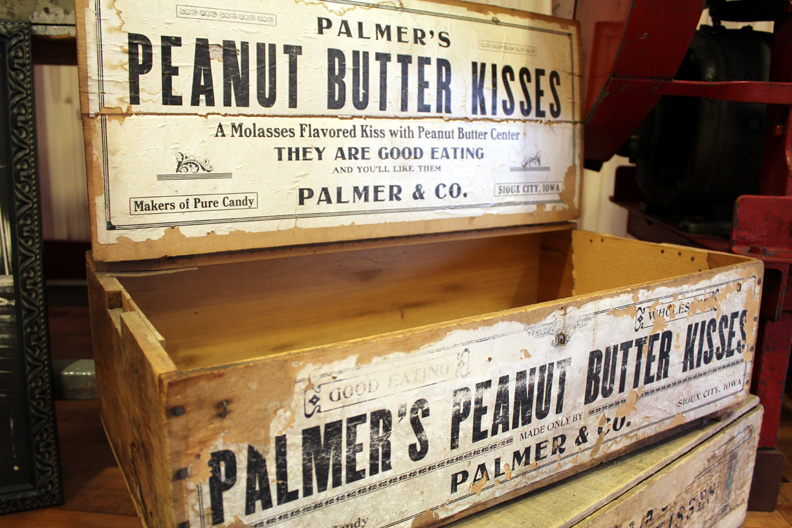 PALMER'S
PEANUT BUTTER KISSES
A Molasses Flavored Kiss with Peanut Butter Center
THEY ARE GOOD EATING
AND YOU'LL LIKE THEM
Makers of Pure Candy
PALMER & CO.
SIOUX CITY, IOWA
GOOD EATING
PALMER'S PEANUT BUTTER KISSES
MADE ONLY BY
PALMER & CO.
SIOUX CITY, IOWA